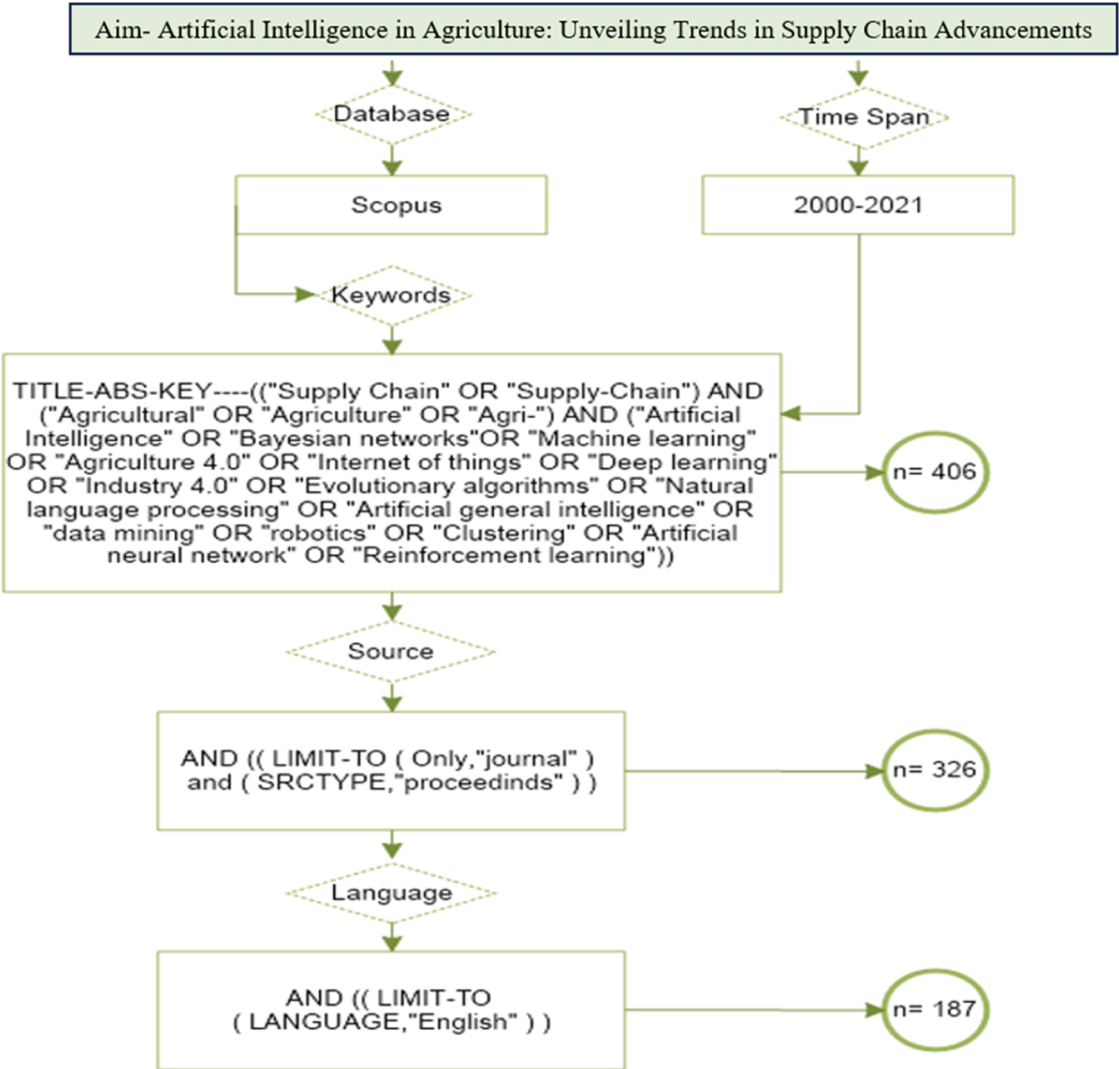 Aim- Artificial Intelligence in Agriculture: Unveiling Trends in Supply Chain Advancements
Database
Time Span
Scopus
2000-2021
Keywords
TITLE-ABS-KEY----(("Supply Chain" OR "Supply-Chain") AND
("Agricultural" OR "Agriculture" OR "Agri-") AND ("Artificial
Intelligence" OR "Bayesian networks"OR "Machine learning"
OR "Agriculture 4.0" OR "Internet of things" OR "Deep learning"
OR "Industry 4.0" OR "Evolutionary algorithms" OR "Natural
language processing" OR "Artificial general intelligence" OR
"data mining" OR "robotics" OR "Clustering" OR "Artificial
neural network" OR "Reinforcement learning"))
n= 406
Source
AND (( LIMIT-TO ( Only,"journal" )
and ( SRCTYPE,"proceedinds" ) )
n= 326
Language
AND (( LIMIT-TO
( LANGUAGE,"English" ) )
n= 187